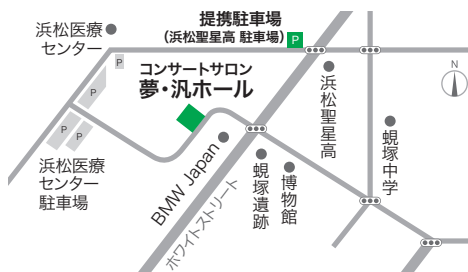 浜松医療
センター
提携駐車場
（浜松聖星高 駐車場）
P
P
P
P
P
コンサートサロン
夢・汎ホール
浜松医療
センター
駐車場
BMW Japan
ホワイトストリート
浜松聖星高
蜆塚中学
蜆塚遺跡
博物館
N